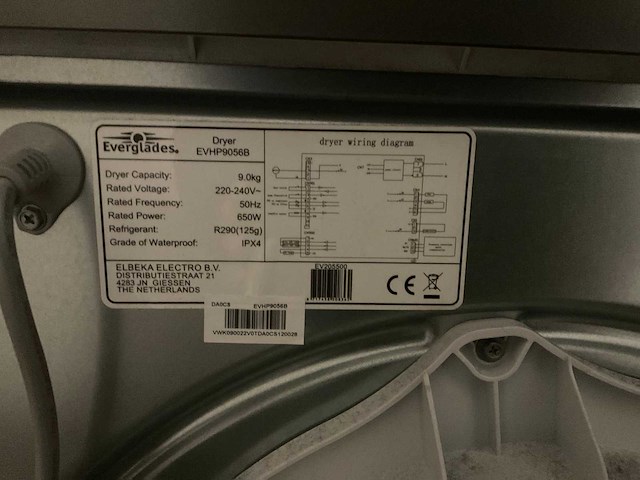 Everglades®
Dryer
EVHP9056B
Dryer Capacity: 9.0kg
Rated Voltage: 220-240V~
Rated Frequency: 50Hz
Rated Power: 650W
Refrigerant: R290(125g)
Grade of Waterproof: IPX4
dryer wiring diagram
ELBEKA ELECTRO B.V.
DISTRIBUTIESTRAAT 21
4283 JN GIESSEN
THE NETHERLANDS
EV205500
CE
DA0CS EVHP9056B